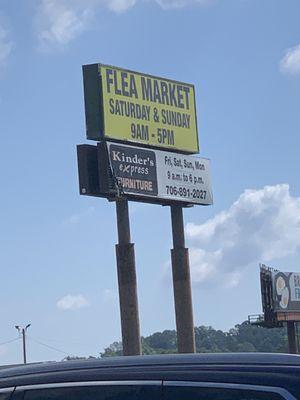 FLEA MARKET
SATURDAY & SUNDAY
9AM - 5PM
Kinder's
express
FURNITURE
Fri, Sat, Sun, Mon
9 a.m. to 6 p.m.
706-891-2027